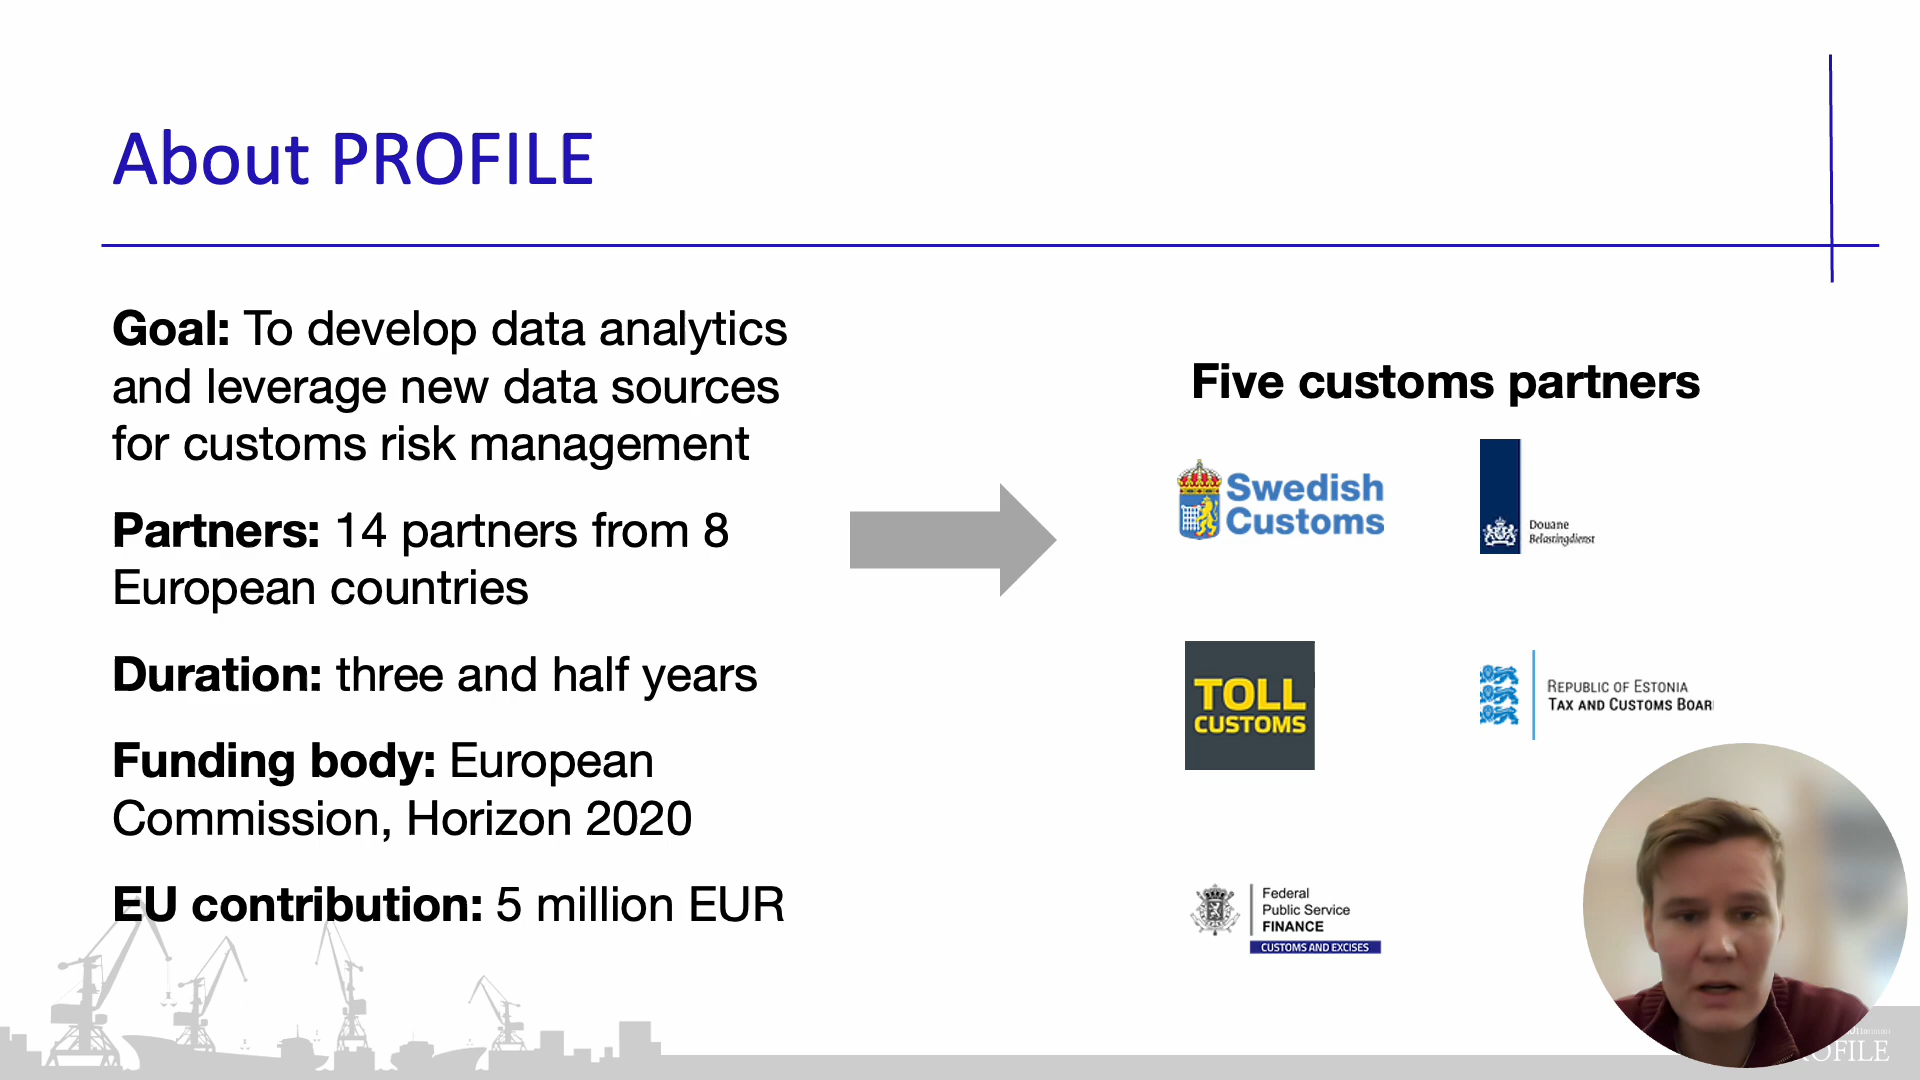 About PROFILE
Goal: To develop data analytics
and leverage new data sources
for customs risk management
Partners: 14 partners from 8
European countries
Duration: three and half years
Funding body: European
Commission, Horizon 2020
EU contribution: 5 million EUR
Five customs partners
Swedish
Customs
Douane
Belastingdienst
TOLL
CUSTOMS
REPUBLIC OF ESTONIA
TAX AND CUSTOMS BOAR
Federal
Public Service
FINANCE
CUSTOMS AND EXCISES
OFILE